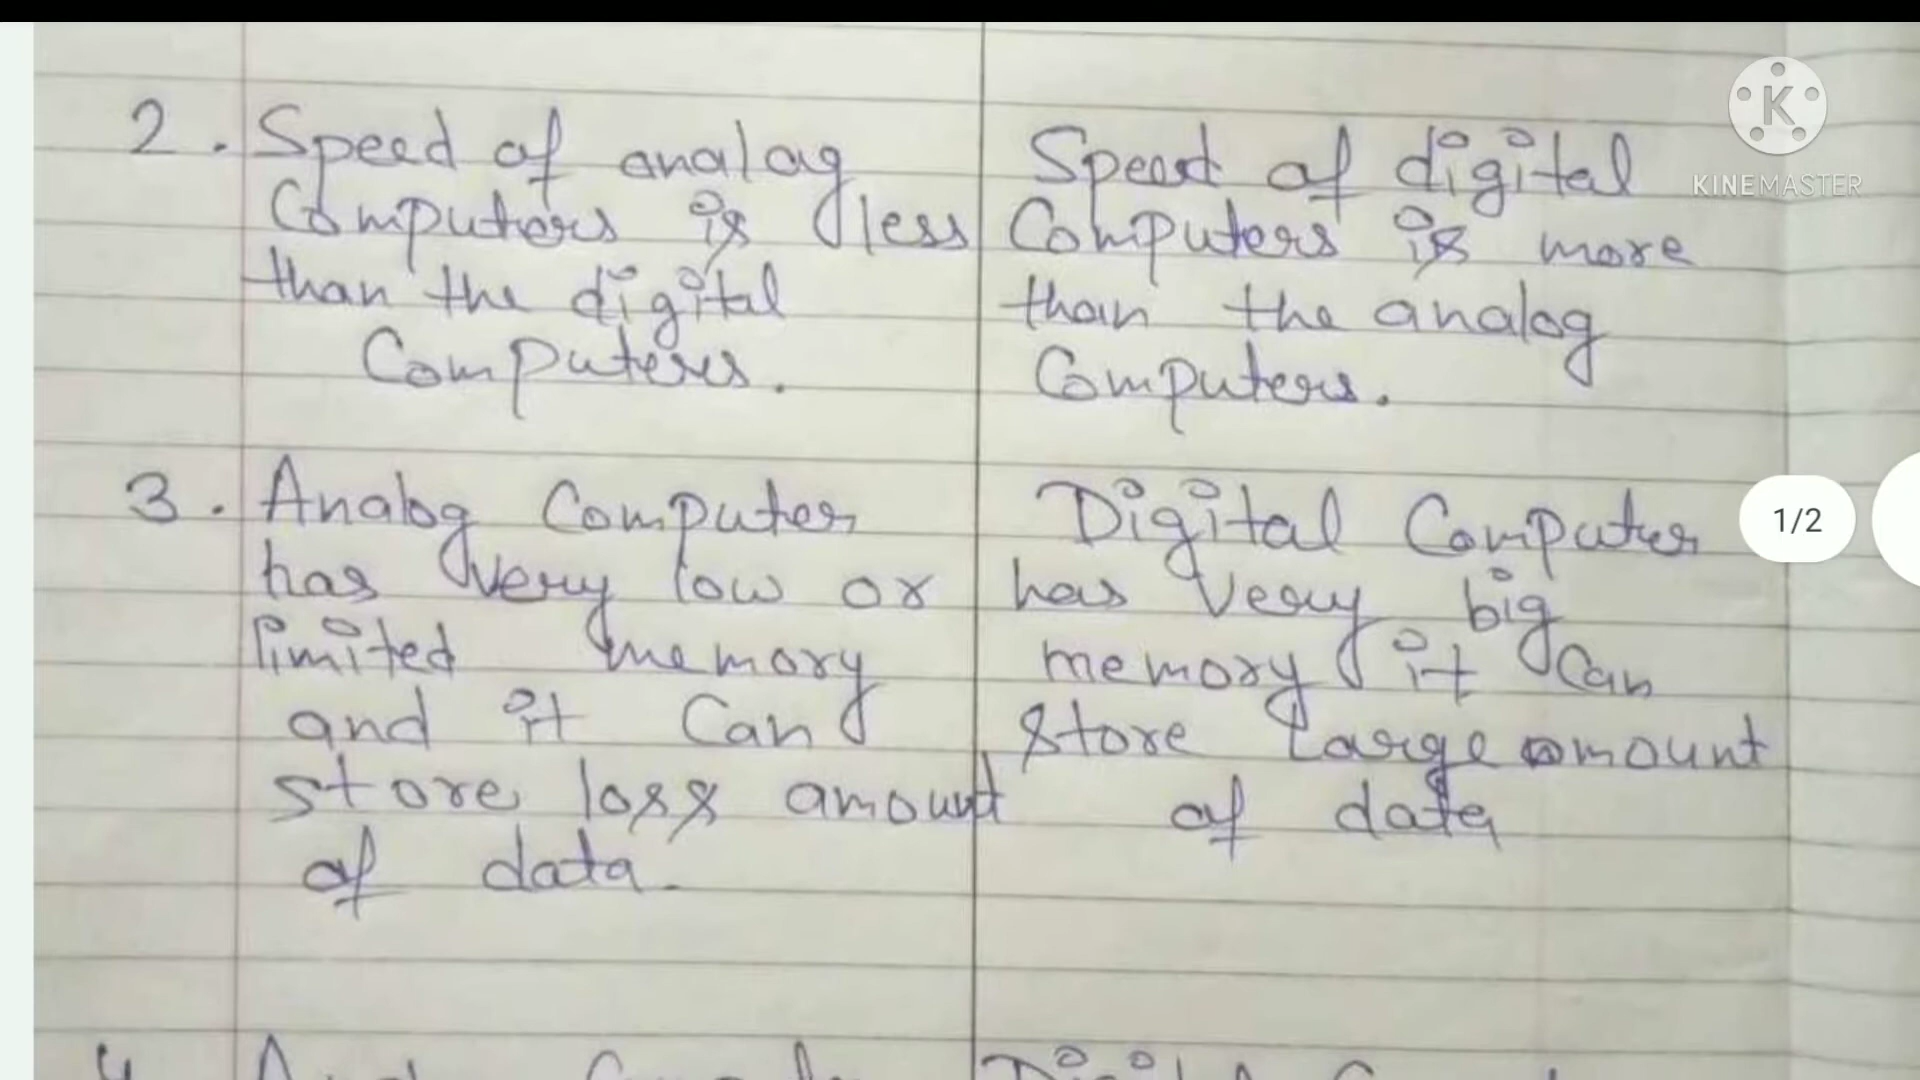 2. Speed of analog
Computers is less
than the digital
Computers.
Speed of digital
Computers is more
than the analog
Computers.
3. Analog Computer
has very low or
limited memory
and it Can
store loss amount
of data.
Digital Computer
has very big
memory it Can
store large amount
of data
KINEMASTER
1/2
4.